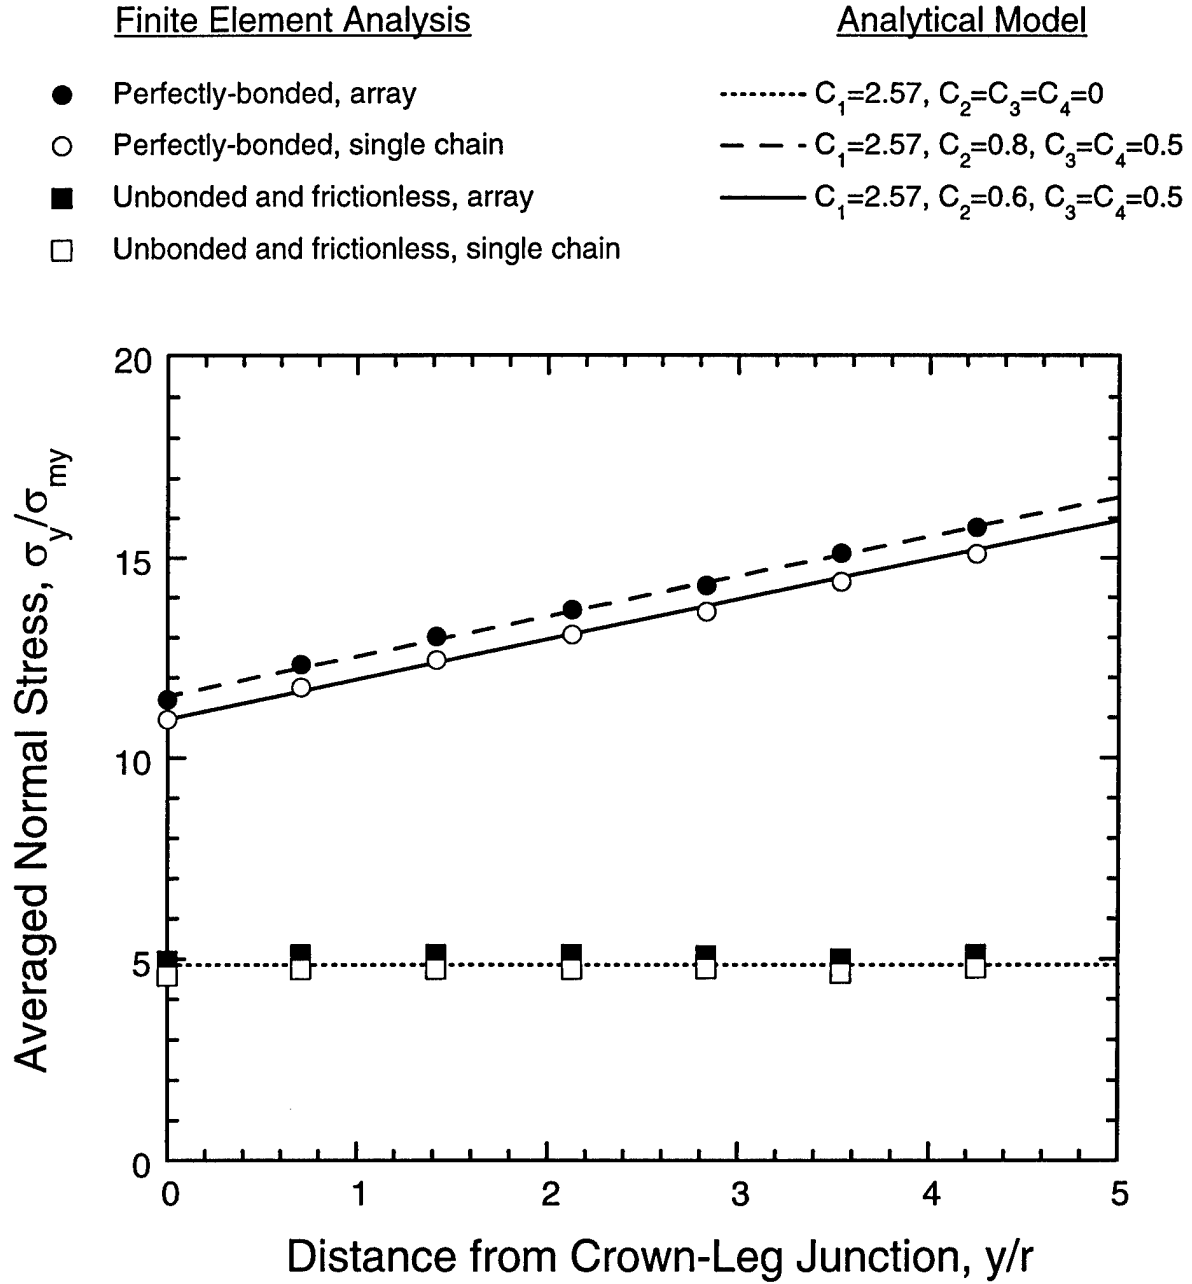 Finite Element Analysis
Analytical Model
Perfectly-bonded, array
Perfectly-bonded, single chain
Unbonded and frictionless, array
Unbonded and frictionless, single chain
C₁=2.57, C₂=C₃=C₄=0
C₁=2.57, C₂=0.8, C₃=C₄=0.5
C₁=2.57, C₂=0.6, C₃=C₄=0.5
Averaged Normal Stress, σy/σmy
20
15
10
5
0
0 1 2 3 4 5
Distance from Crown-Leg Junction, y/r